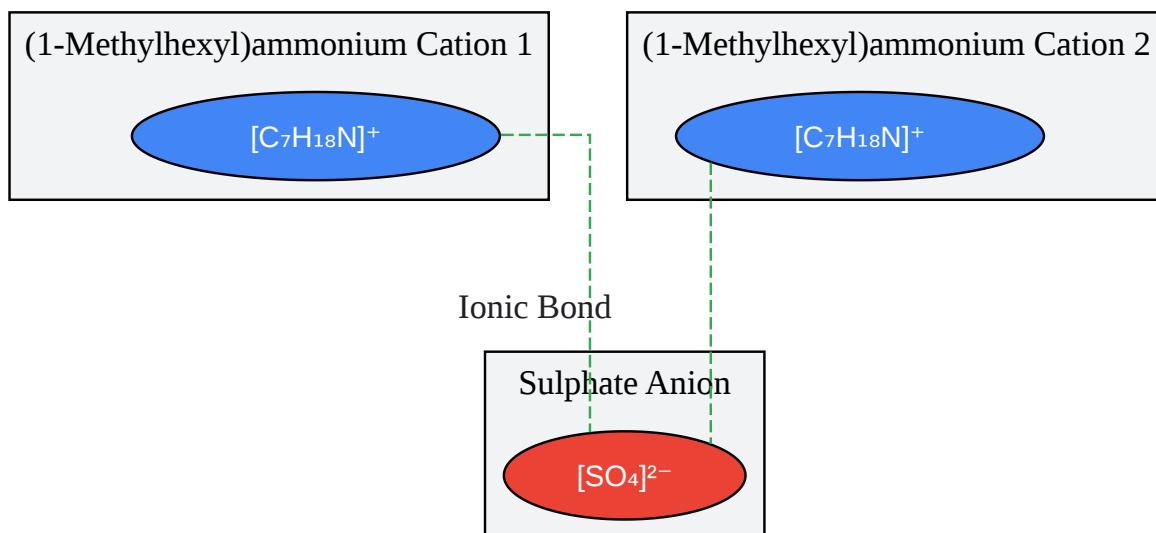 (1-Methylhexyl)ammonium Cation 1
(1-Methylhexyl)ammonium Cation 2
[C₇H₁₈N]⁺
[C₇H₁₈N]⁺
Ionic Bond
Sulphate Anion
[SO₄]²⁻